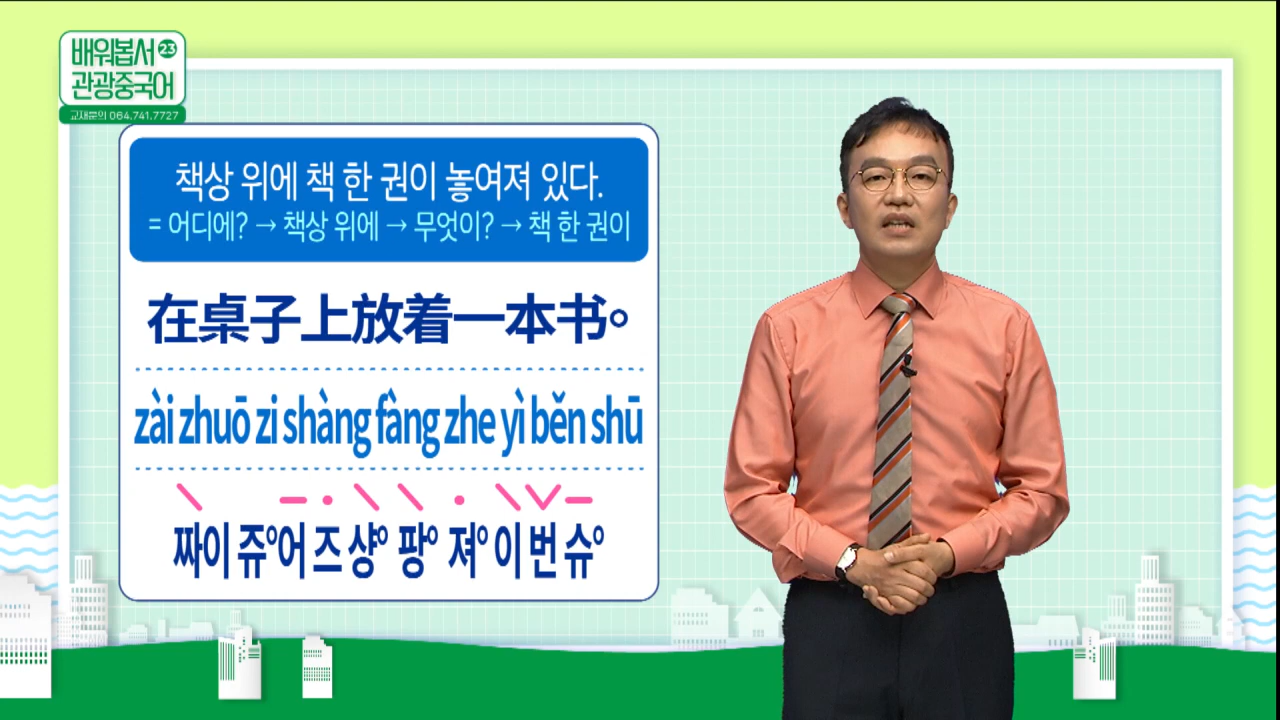 배워봅서 23
관광중국어
교재문의 064.741.7727
책상 위에 책 한 권이 놓여져 있다.
= 어디에? → 책상 위에 → 무엇이? → 책 한 권이
在桌子上放着一本书。
zài zhuō zi shàng fàng zhe yì běn shū
짜이 쥬°어 즈 샹° 팡° 져° 이 번 슈°